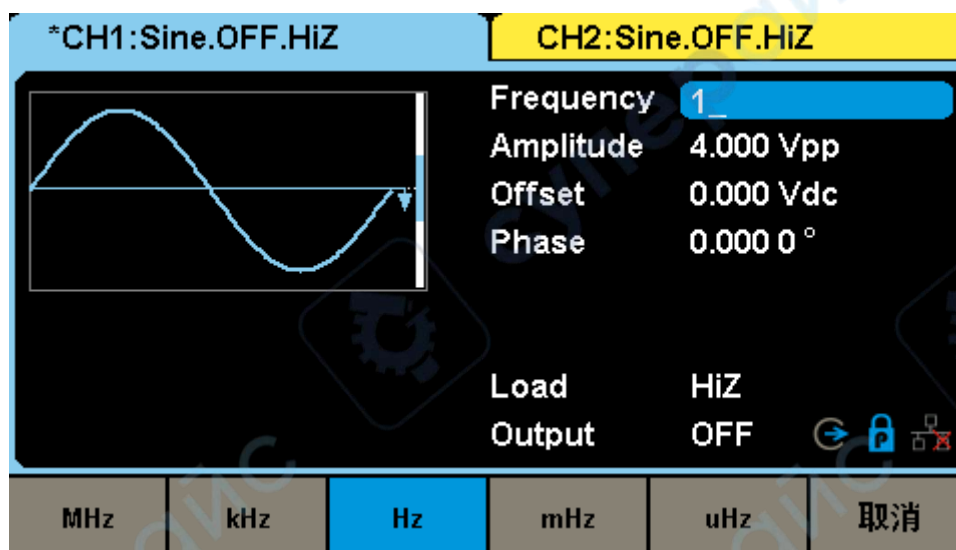 *CH1:Sine.OFF.HiZ CH2:Sine.OFF.HiZ
Frequency 1_
Amplitude 4.000 Vpp
Offset 0.000 Vdc
Phase 0.000 0 °
Load HiZ
Output OFF
MHz kHz Hz mHz uHz 取消